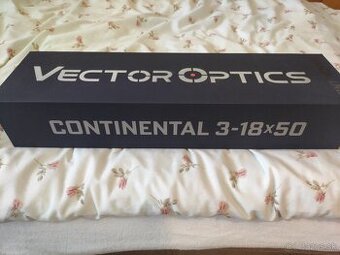 VECTOR OPTICS
CONTINENTAL 3-18x50